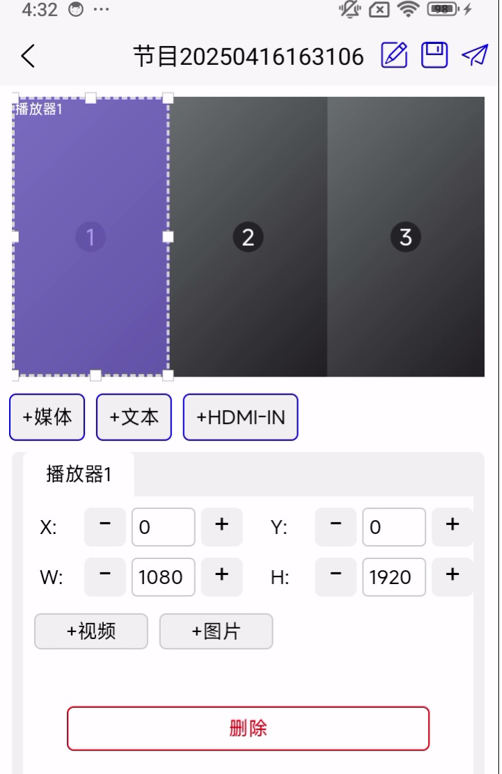 4:32
98
节目20250416163106
播放器1
1
2
3
+媒体
+文本
+HDMI-IN
播放器1
X: − 0 + Y: − 0 +
W: − 1080 + H: − 1920 +
+视频
+图片
删除